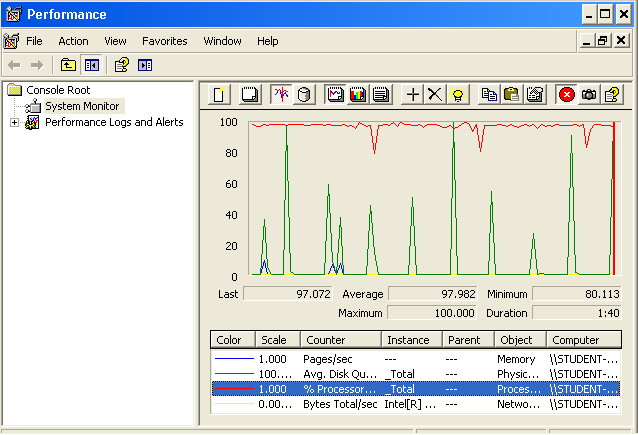 Performance
File Action View Favorites Window Help
Console Root
System Monitor
Performance Logs and Alerts
100
80
60
40
20
0
Last 97.072 Average 97.982 Minimum 80.113
Maximum 100.000 Duration 1:40
Color Scale Counter Instance Parent Object Computer
1.000 Pages/sec --- --- Memory \\STUDENT-...
100.... Avg. Disk Qu... _Total --- Physic... \\STUDENT-...
1.000 % Processor... _Total --- Proces... \\STUDENT-...
0.00... Bytes Total/sec Intel[R] ... --- Netwo... \\STUDENT-...